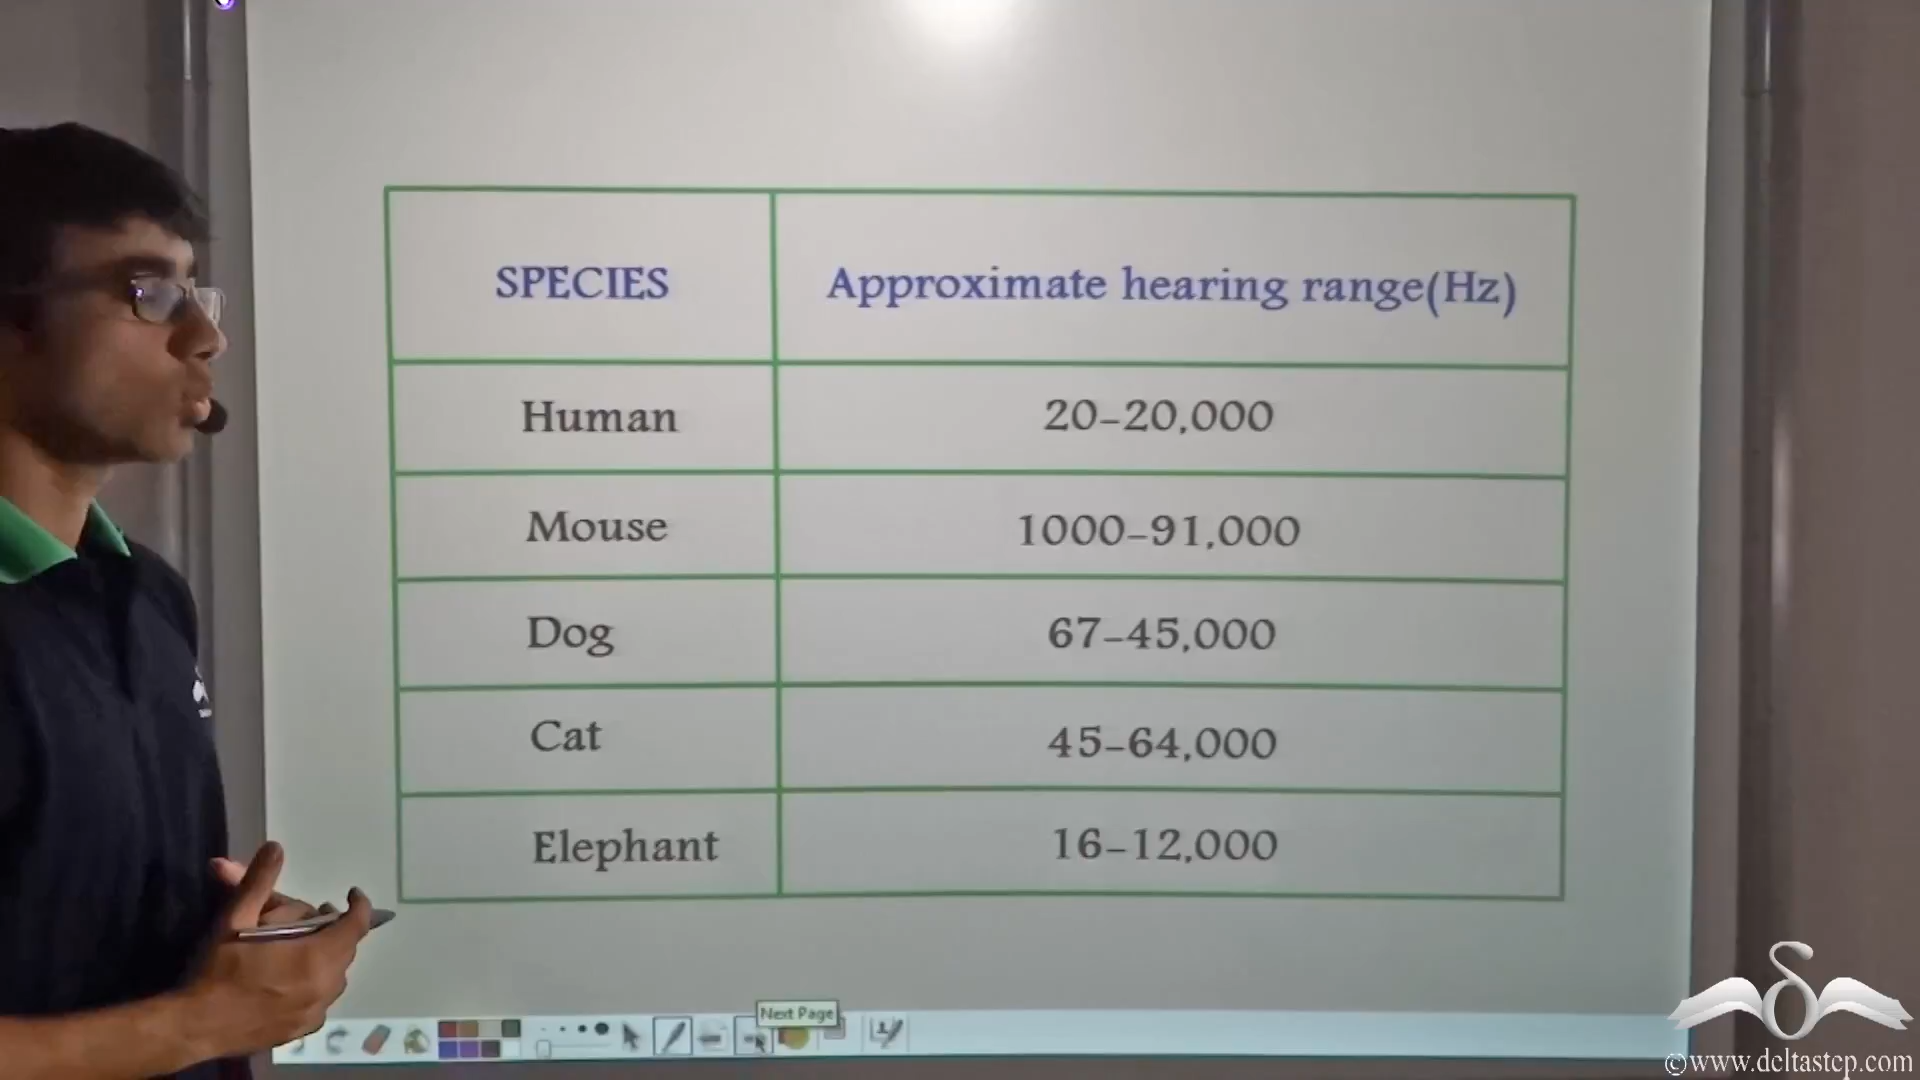 SPECIES Approximate hearing range(Hz)
Human 20-20,000
Mouse 1000-91,000
Dog 67-45,000
Cat 45-64,000
Elephant 16-12,000
Next Page
©www.deltastep.com